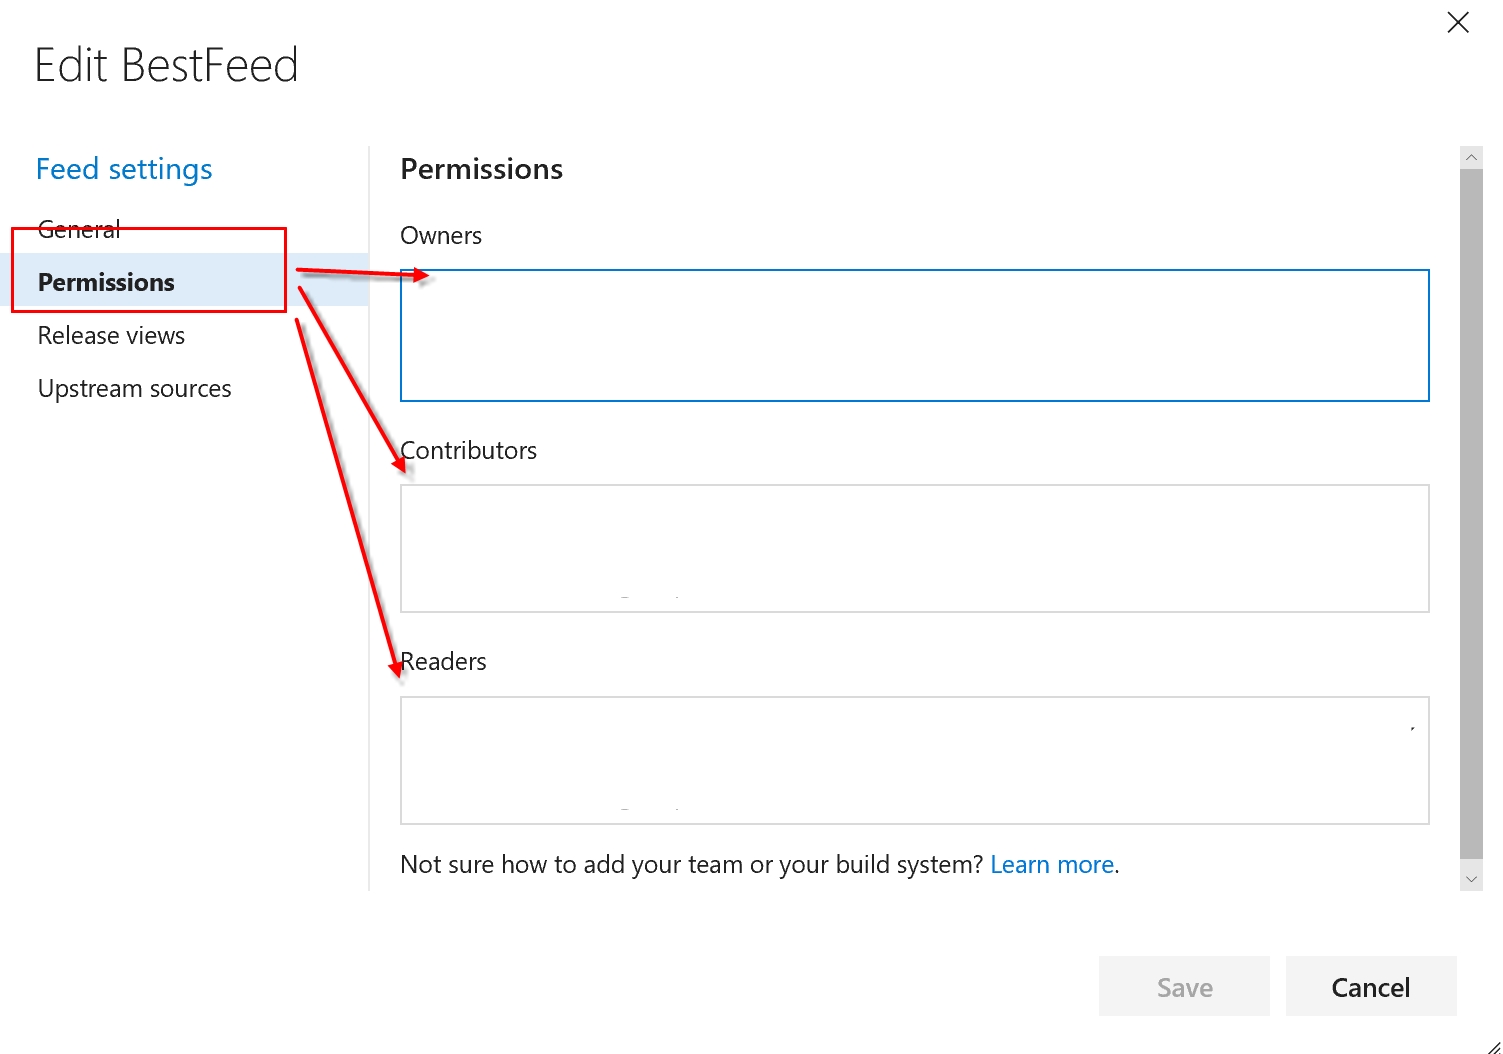 Edit BestFeed
Feed settings
General
Permissions
Release views
Upstream sources
Permissions
Owners
Contributors
Readers
Not sure how to add your team or your build system? Learn more.
Save
Cancel